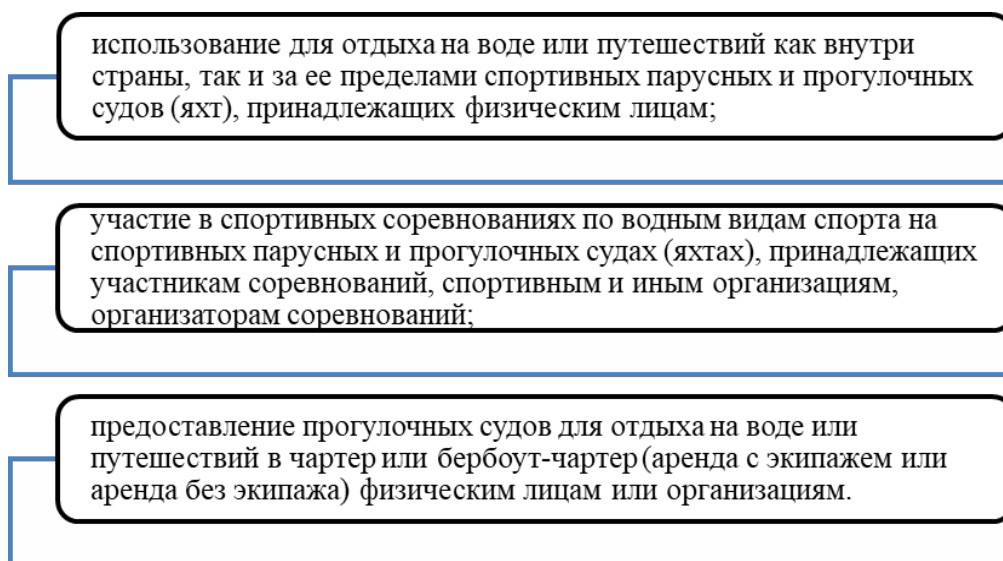 использование для отдыха на воде или путешествий как внутри
страны, так и за ее пределами спортивных парусных и прогулочных
судов (яхт), принадлежащих физическим лицам;
участие в спортивных соревнованиях по водным видам спорта на
спортивных парусных и прогулочных судах (яхтах), принадлежащих
участникам соревнований, спортивным и иным организациям,
организаторам соревнований;
предоставление прогулочных судов для отдыха на воде или
путешествий в чартер или бербоут-чартер (аренда с экипажем или
аренда без экипажа) физическим лицам или организациям.